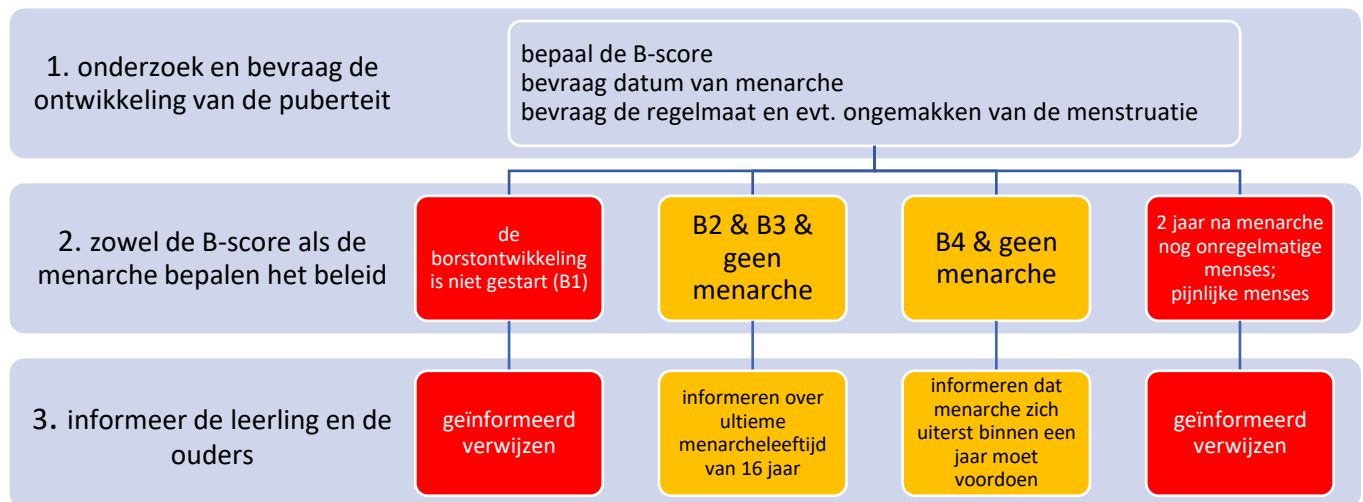 1. onderzoek en bevraag de
ontwikkeling van de puberteit
bepaal de B-score
bevraag datum van menarche
bevraag de regelmaat en evt. ongemakken van de menstruatie
2. zowel de B-score als de
menarche bepalen het beleid
de
borstontwikkeling
is niet gestart (B1)
B2 & B3 &
geen
menarche
B4 & geen
menarche
2 jaar na menarche
nog onregelmatige
menses;
pijnlijke menses
3. informeer de leerling en de
ouders
geïnformeerd
verwijzen
informeren over
ultieme
menarcheleeftijd
van 16 jaar
informeren dat
menarche zich
uiterst binnen een
jaar moet
voordoen
geïnformeerd
verwijzen